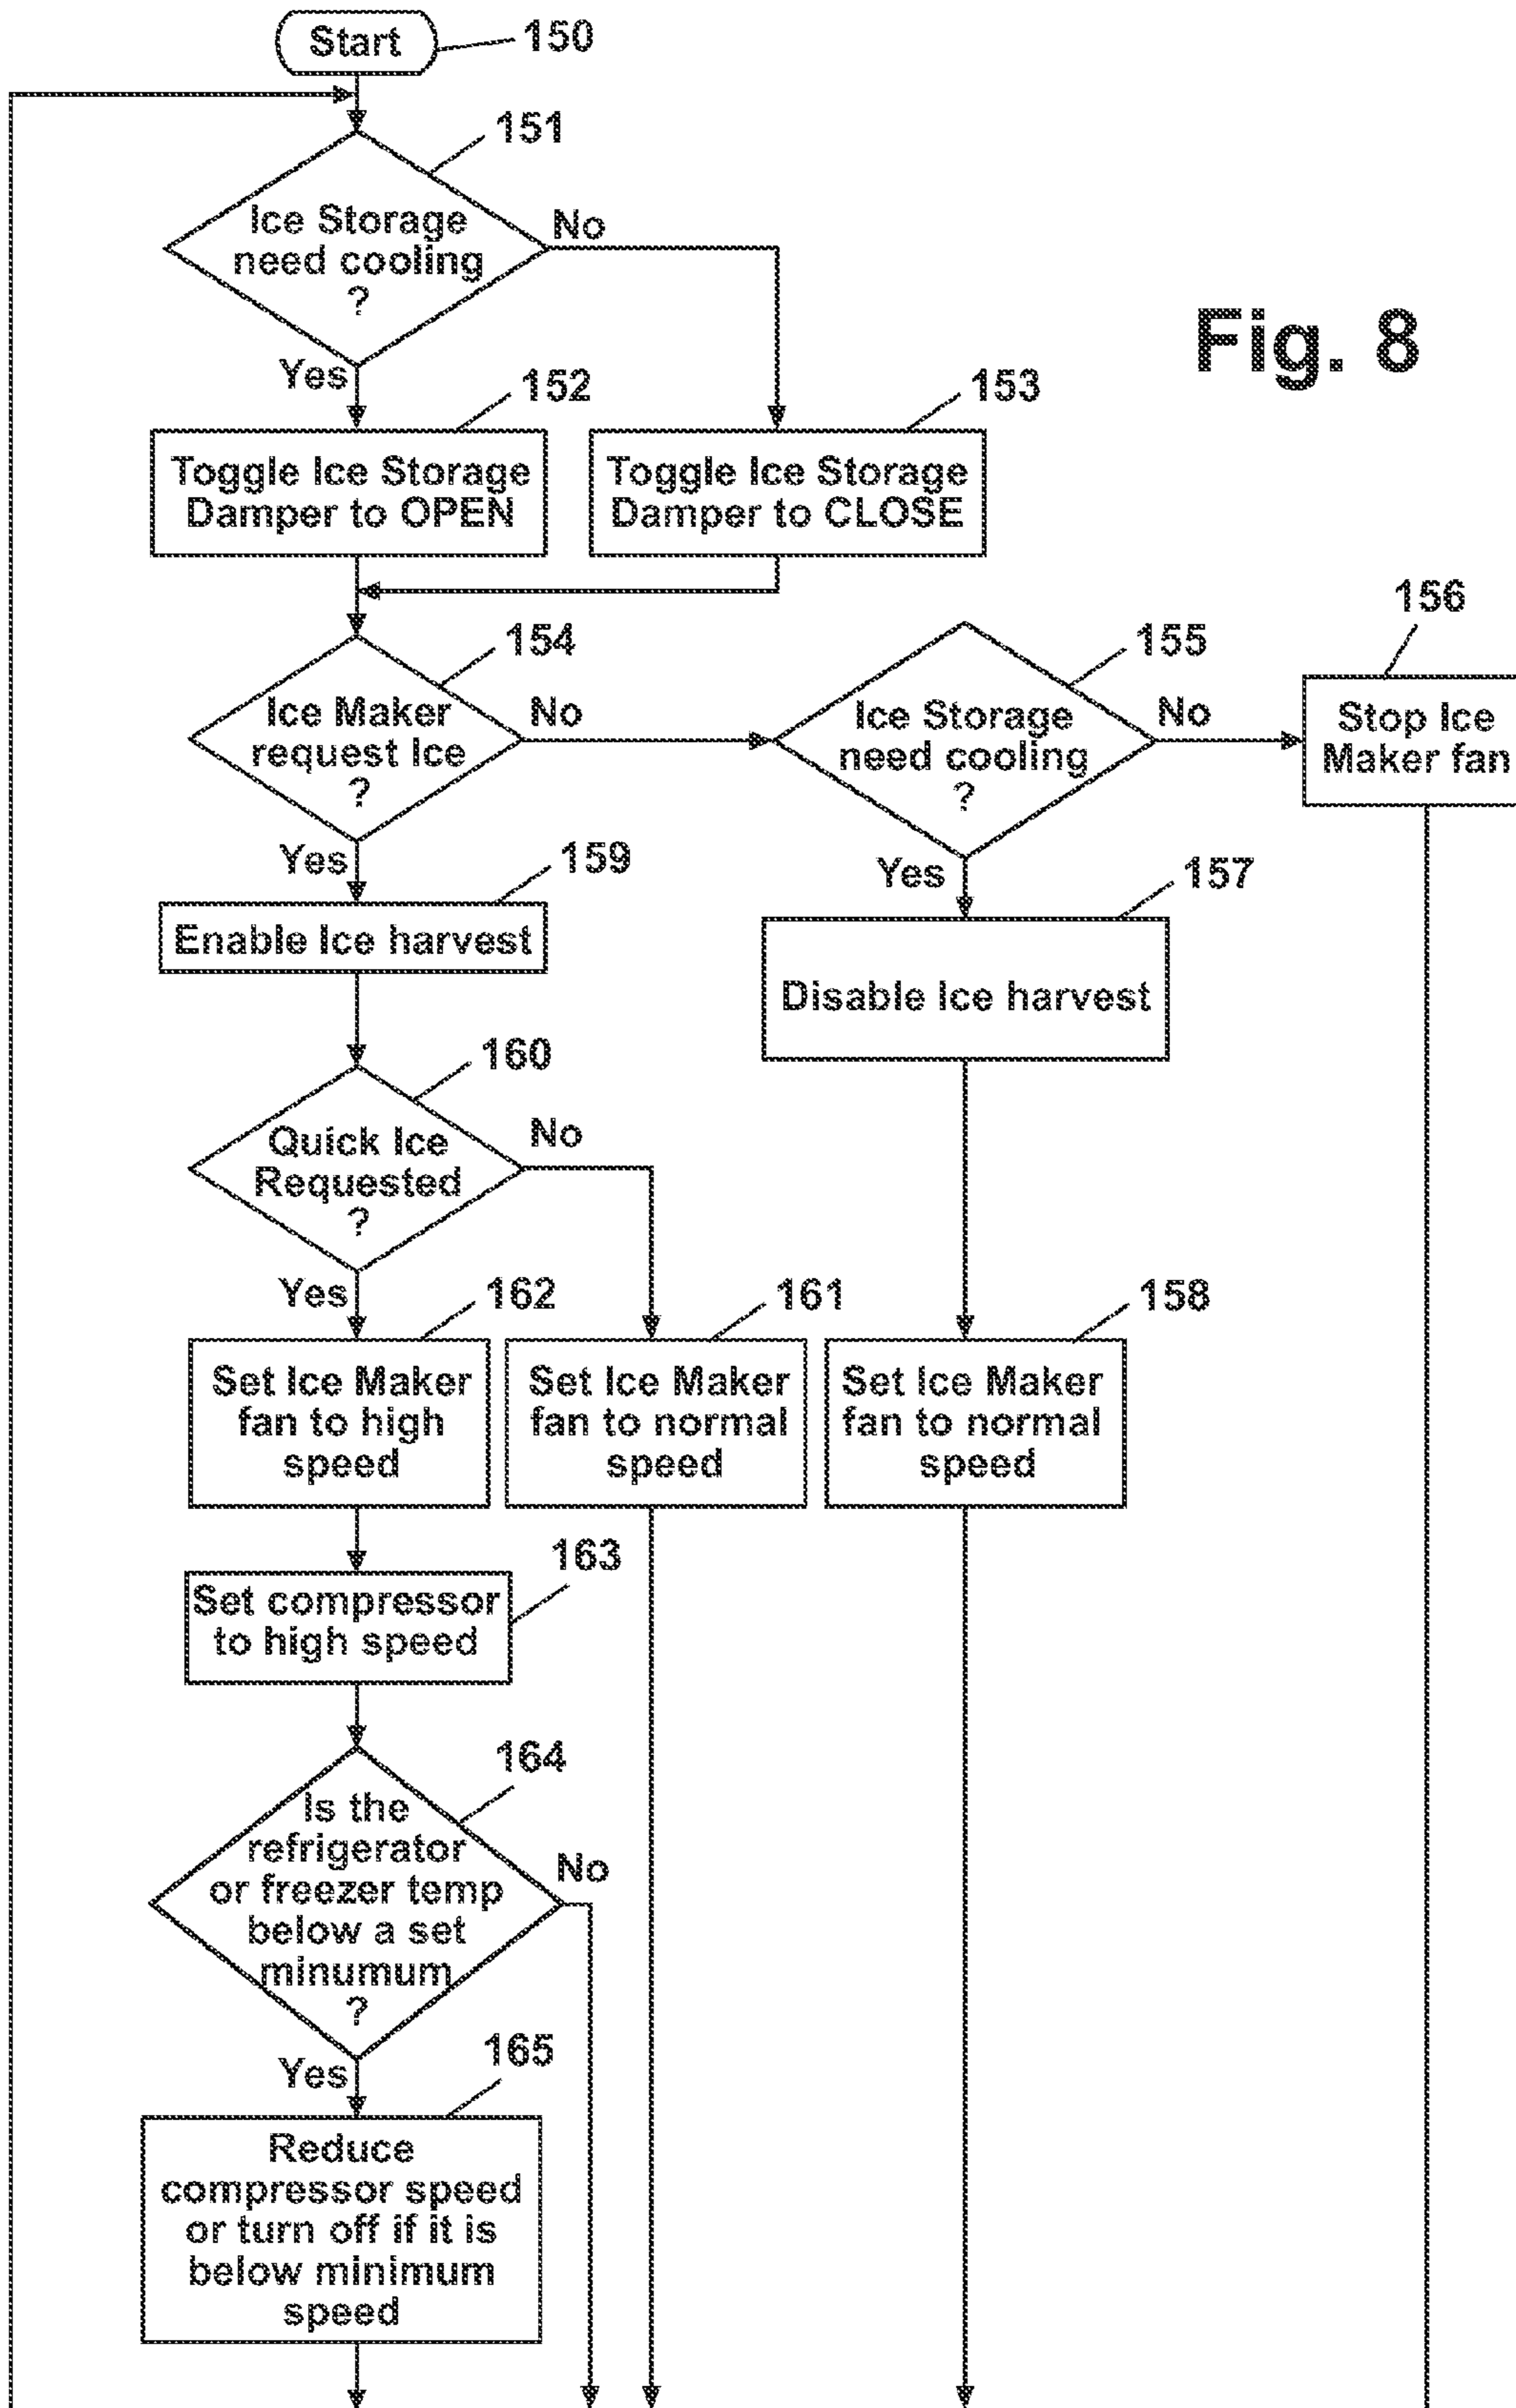 Start
150
151
Ice Storage
need cooling
?
No
Yes
Fig. 8
152
153
Toggle Ice Storage
Damper to OPEN
Toggle Ice Storage
Damper to CLOSE
154
155
156
Ice Maker
request Ice
?
No
Ice Storage
need cooling
?
No
Stop Ice
Maker fan
Yes
159
Yes
157
Enable Ice harvest
Disable Ice harvest
160
Quick Ice
Requested
?
No
Yes
162
161
158
Set Ice Maker
fan to high
speed
Set Ice Maker
fan to normal
speed
Set Ice Maker
fan to normal
speed
163
Set compressor
to high speed
164
Is the
refrigerator
or freezer temp
below a set
minumum
?
No
Yes
165
Reduce
compressor speed
or turn off if it is
below minimum
speed